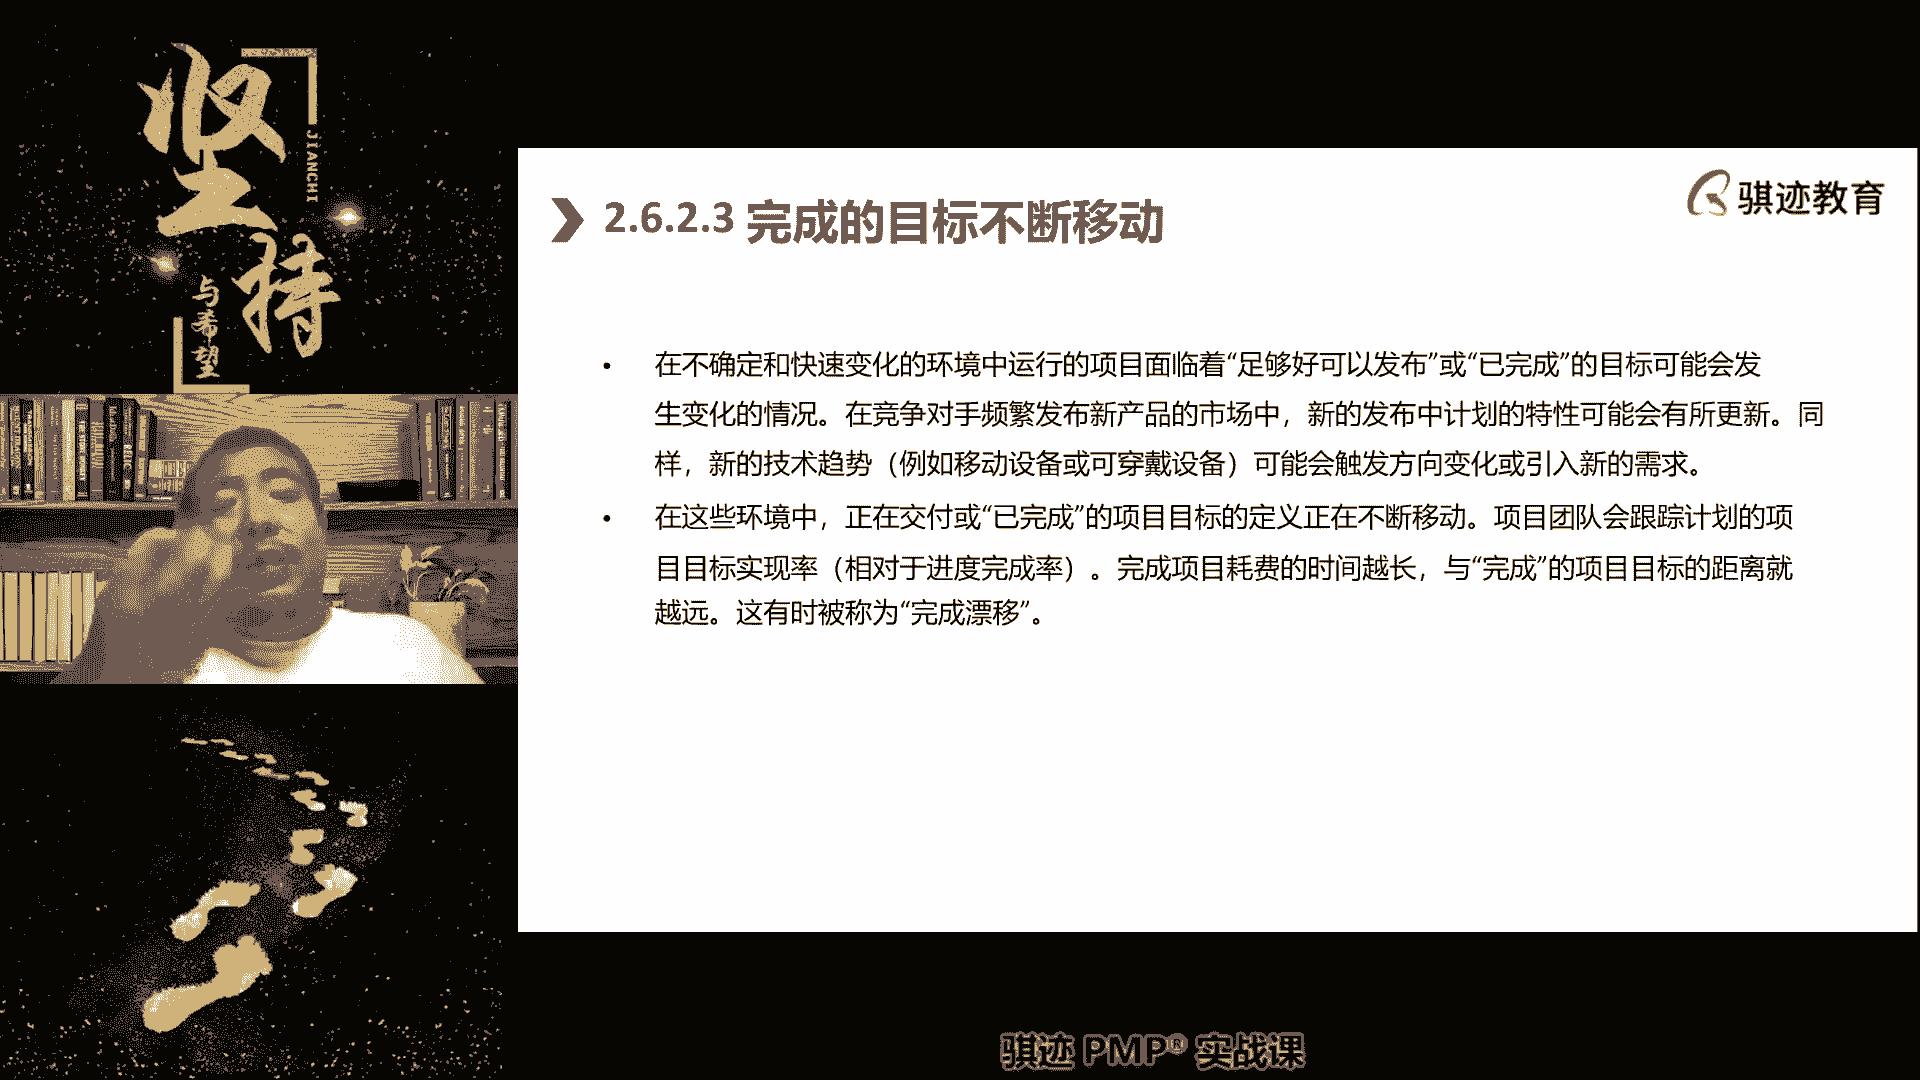 坚持
JIANCHI
与希望
骐迹教育
2.6.2.3 完成的目标不断移动
• 在不确定和快速变化的环境中运行的项目面临着“足够好可以发布”或“已完成”的目标可能会发
生变化的情况。在竞争对手频繁发布新产品的市场中，新的发布中计划的特性可能会有所更新。同
样，新的技术趋势（例如移动设备或可穿戴设备）可能会触发方向变化或引入新的需求。
• 在这些环境中，正在交付或“已完成”的项目目标的定义正在不断移动。项目团队会跟踪计划的项
目目标实现率（相对于进度完成率）。完成项目耗费的时间越长，与“完成”的项目目标的距离就
越远。这有时被称为“完成漂移”。
骐迹 PMP® 实战课